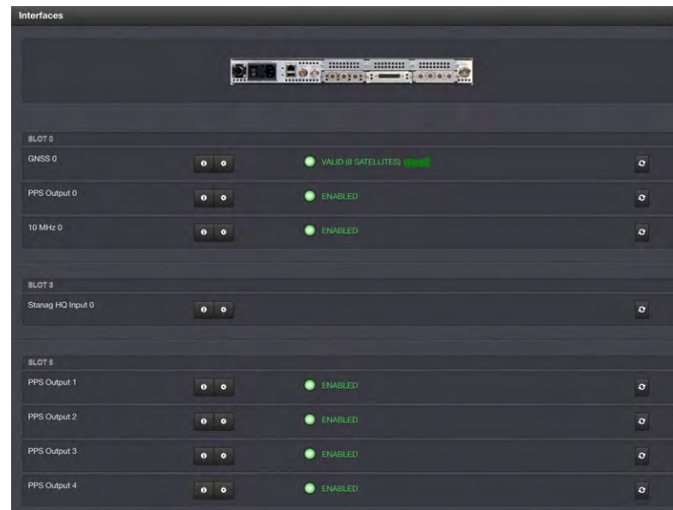 Interfaces
SLOT 0
GNSS 0 VALID (8 SATELLITES)
PPS Output 0 ENABLED
10 MHz 0 ENABLED
SLOT 3
Stanag HQ Input 0
SLOT 5
PPS Output 1 ENABLED
PPS Output 2 ENABLED
PPS Output 3 ENABLED
PPS Output 4 ENABLED